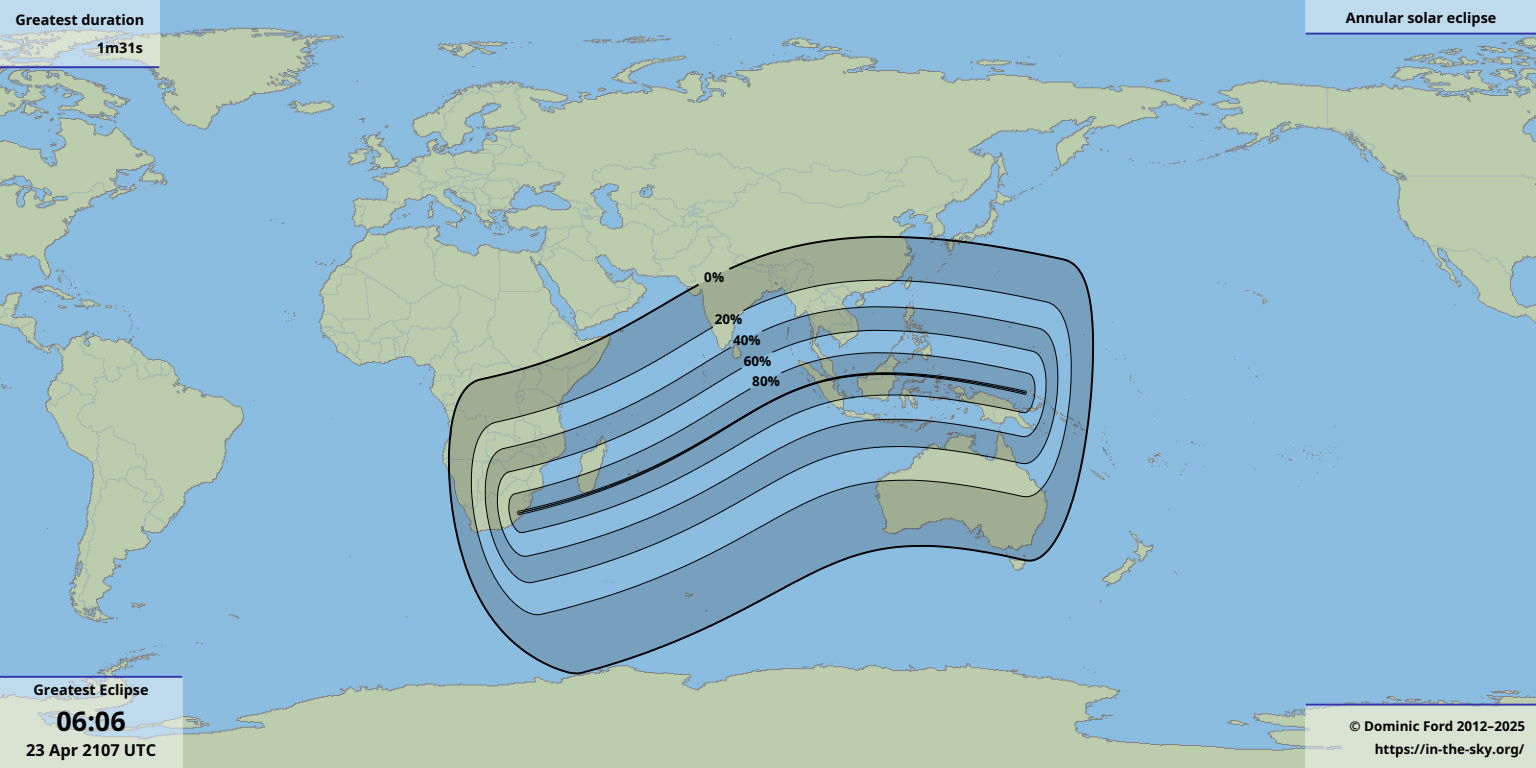 Greatest duration
1m31s
Annular solar eclipse
0%
20%
40%
60%
80%
Greatest Eclipse
06:06
23 Apr 2107 UTC
© Dominic Ford 2012–2025
https://in-the-sky.org/